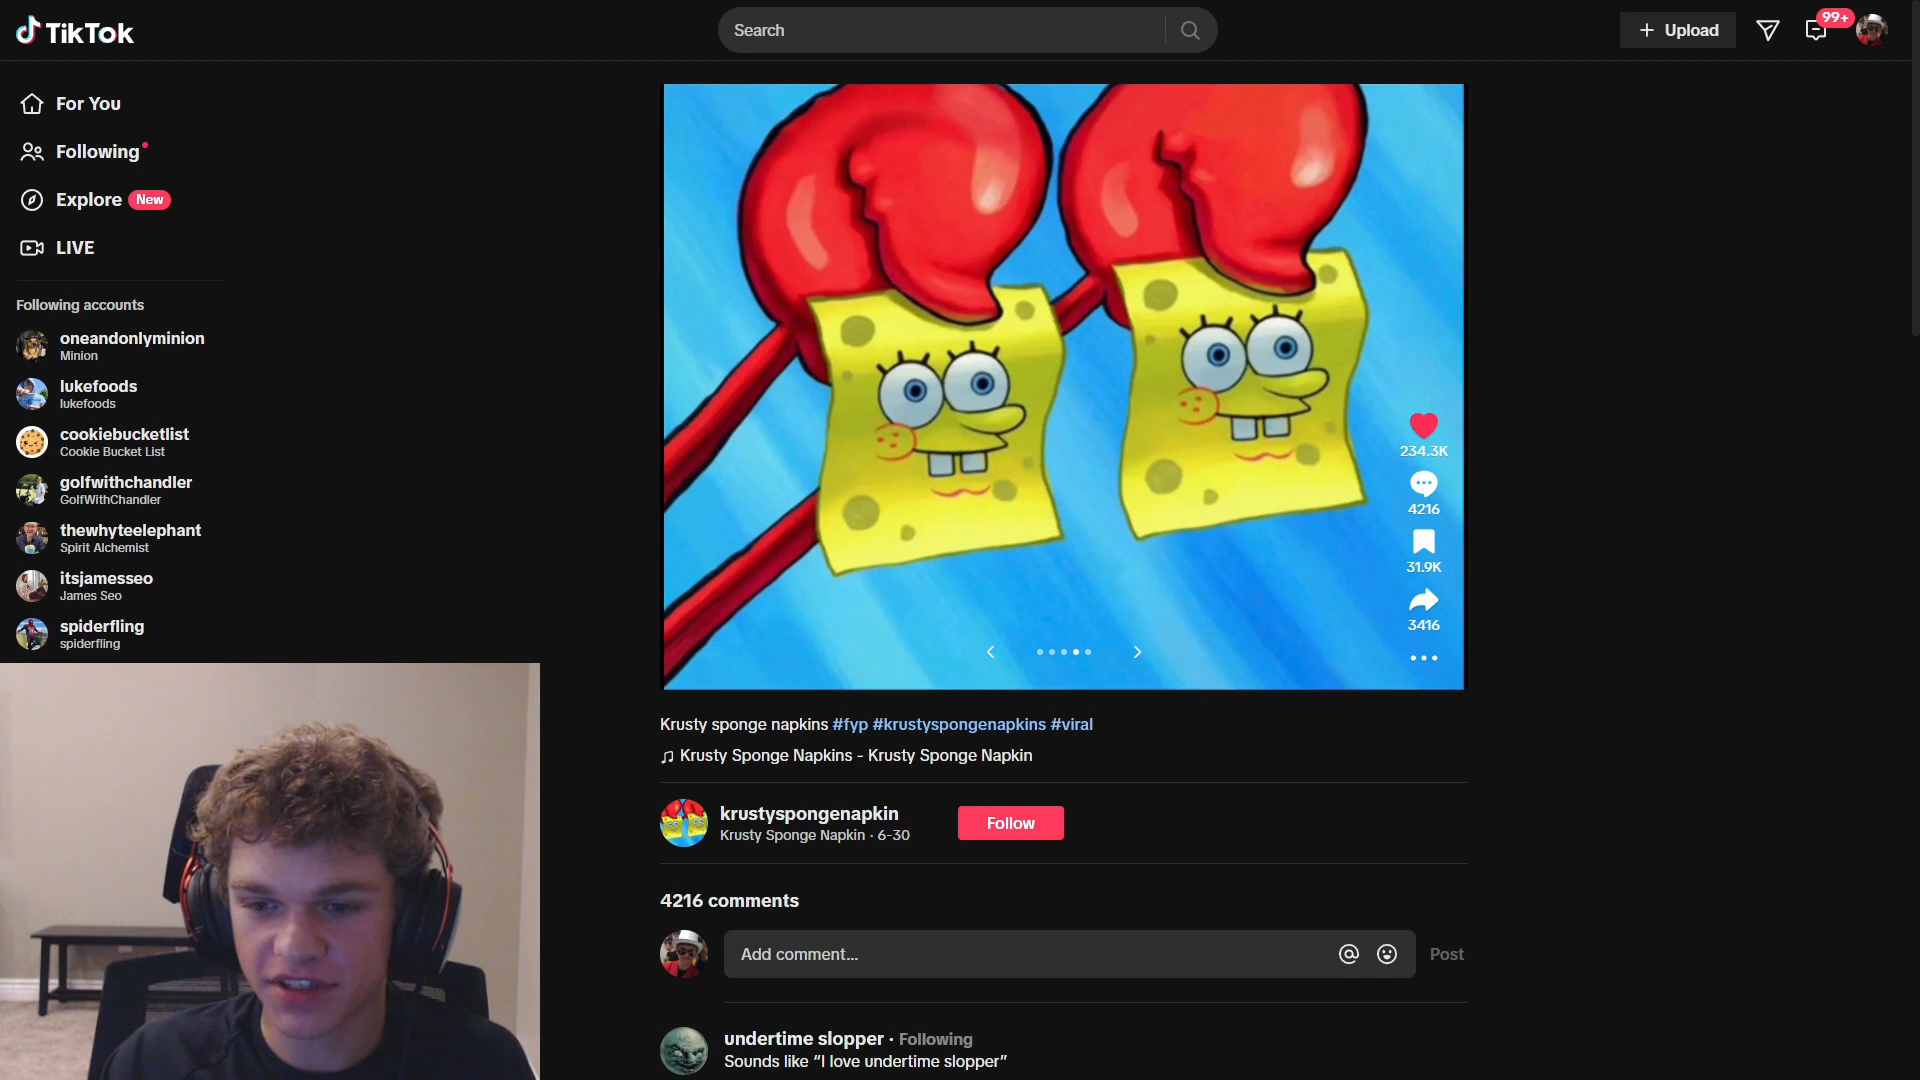 TikTok
Search
Upload
99+
For You
Following
Explore New
LIVE
Following accounts
oneandonlyminion
Minion
lukefoods
lukefoods
cookiebucketlist
Cookie Bucket List
golfwithchandler
GolfWithChandler
thewhyteelephant
Spirit Alchemist
itsjamesseo
James Seo
spiderfling
spiderfling
234.3K
4216
31.9K
3416
Krusty sponge napkins #fyp #krustyspongenapkins #viral
Krusty Sponge Napkins - Krusty Sponge Napkin
krustyspongenapkin
Krusty Sponge Napkin · 6-30
Follow
4216 comments
Add comment...
Post
undertime slopper · Following
Sounds like “I love undertime slopper”